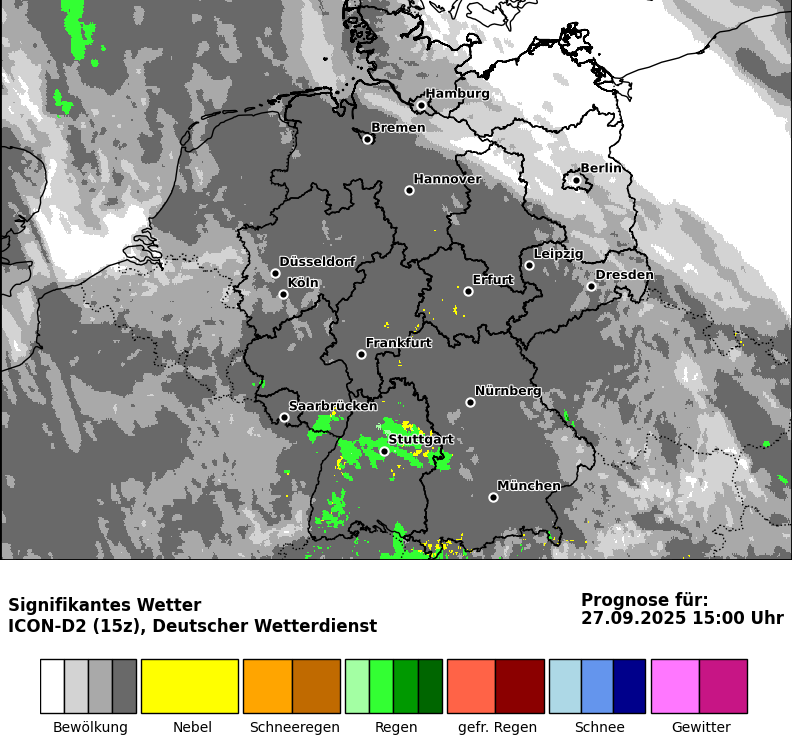 Hamburg
Bremen
Berlin
Hannover
Leipzig
Düsseldorf
Dresden
Köln
Erfurt
Frankfurt
Nürnberg
Saarbrücken
Stuttgart
München
Signifikantes Wetter
ICON-D2 (15z), Deutscher Wetterdienst
Prognose für:
27.09.2025 15:00 Uhr
Bewölkung Nebel Schneeregen Regen gefr. Regen Schnee Gewitter